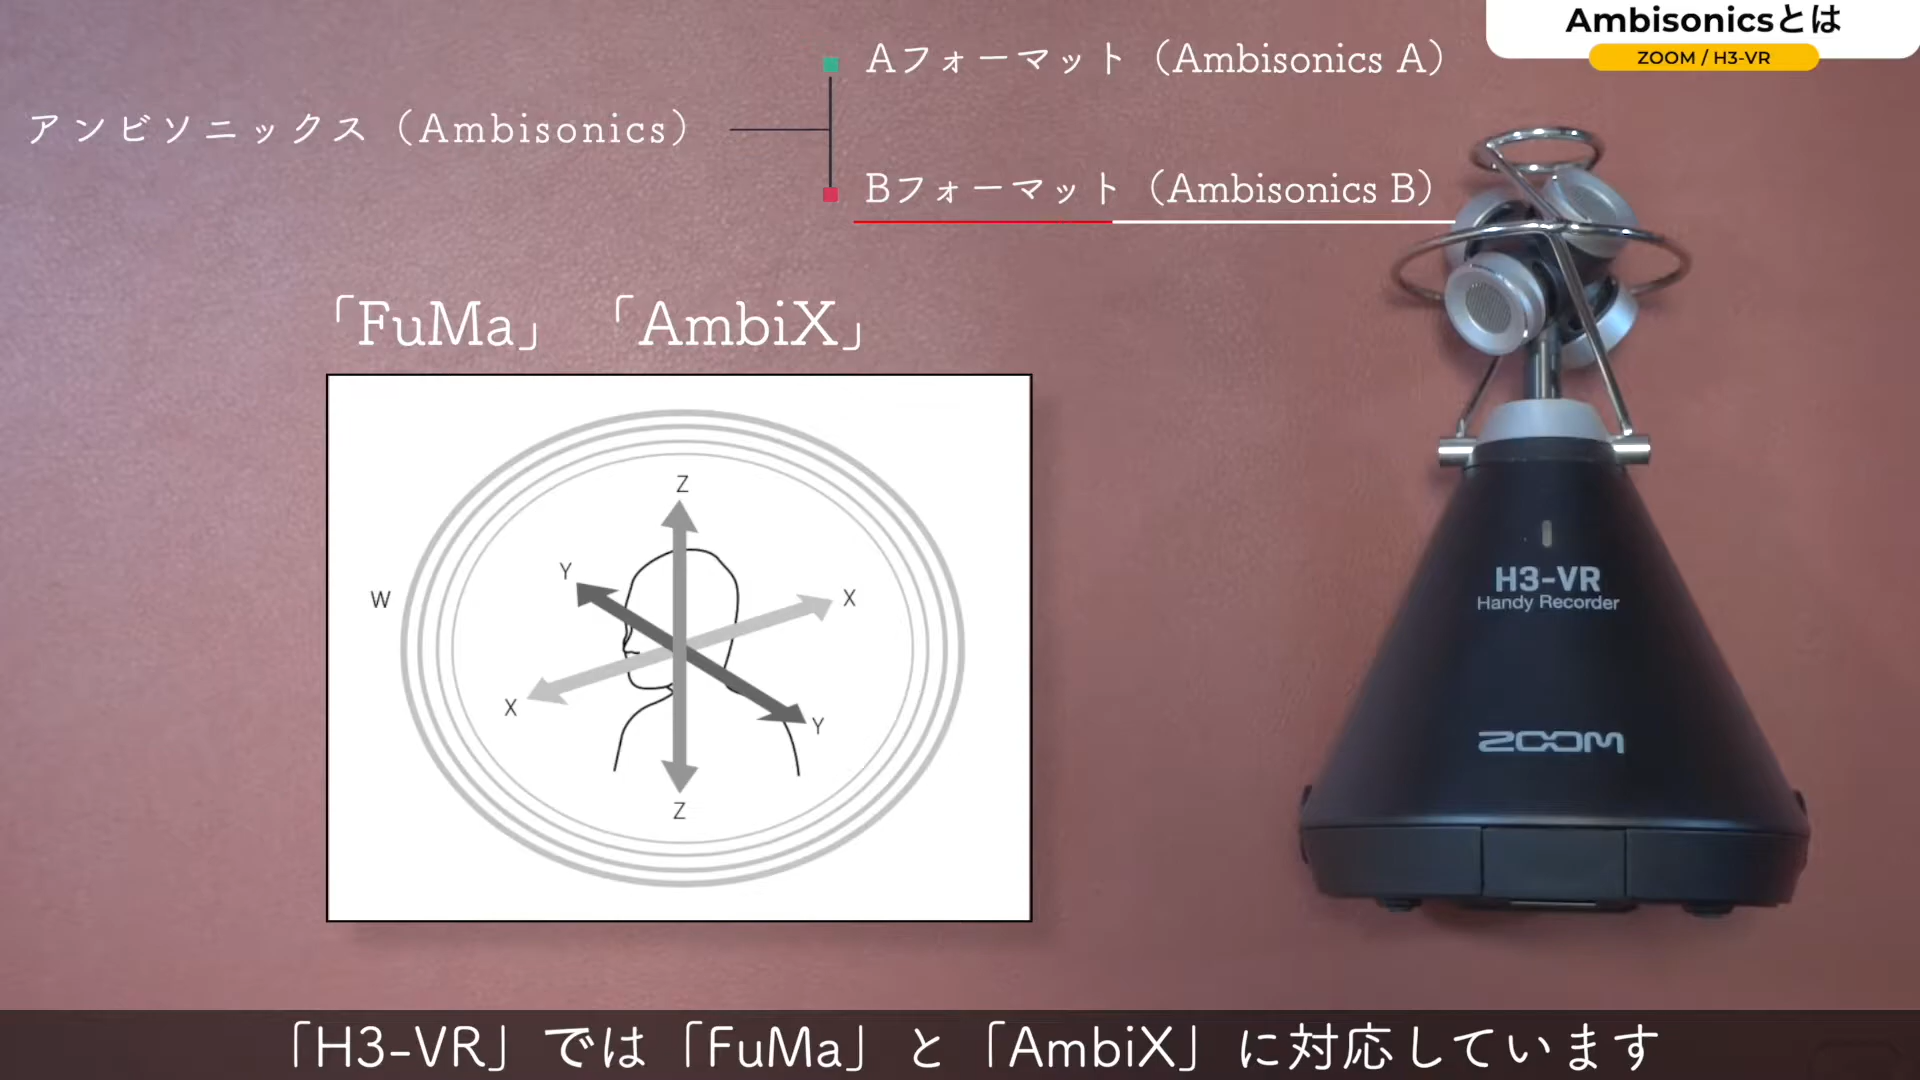 Ambisonicsとは
ZOOM / H3-VR
Aフォーマット（Ambisonics A）
アンビソニックス（Ambisonics）
Bフォーマット（Ambisonics B）
「FuMa」 「AmbiX」
Z
Y
X
W
X
Y
Z
H3-VR
Handy Recorder
ZOOM
「H3-VR」では「FuMa」と「AmbiX」に対応しています